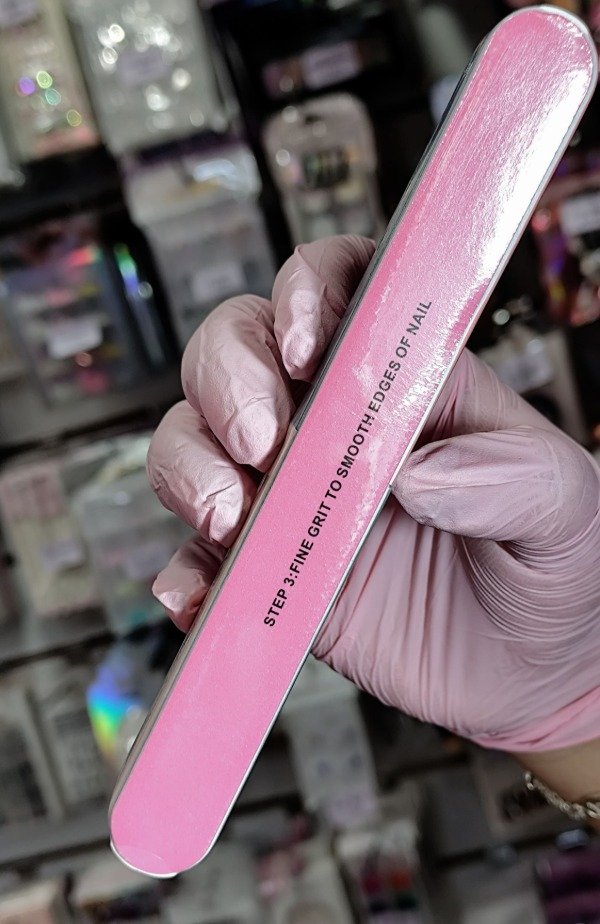 STEP 3:FINE GRIT TO SMOOTH EDGES OF NAIL